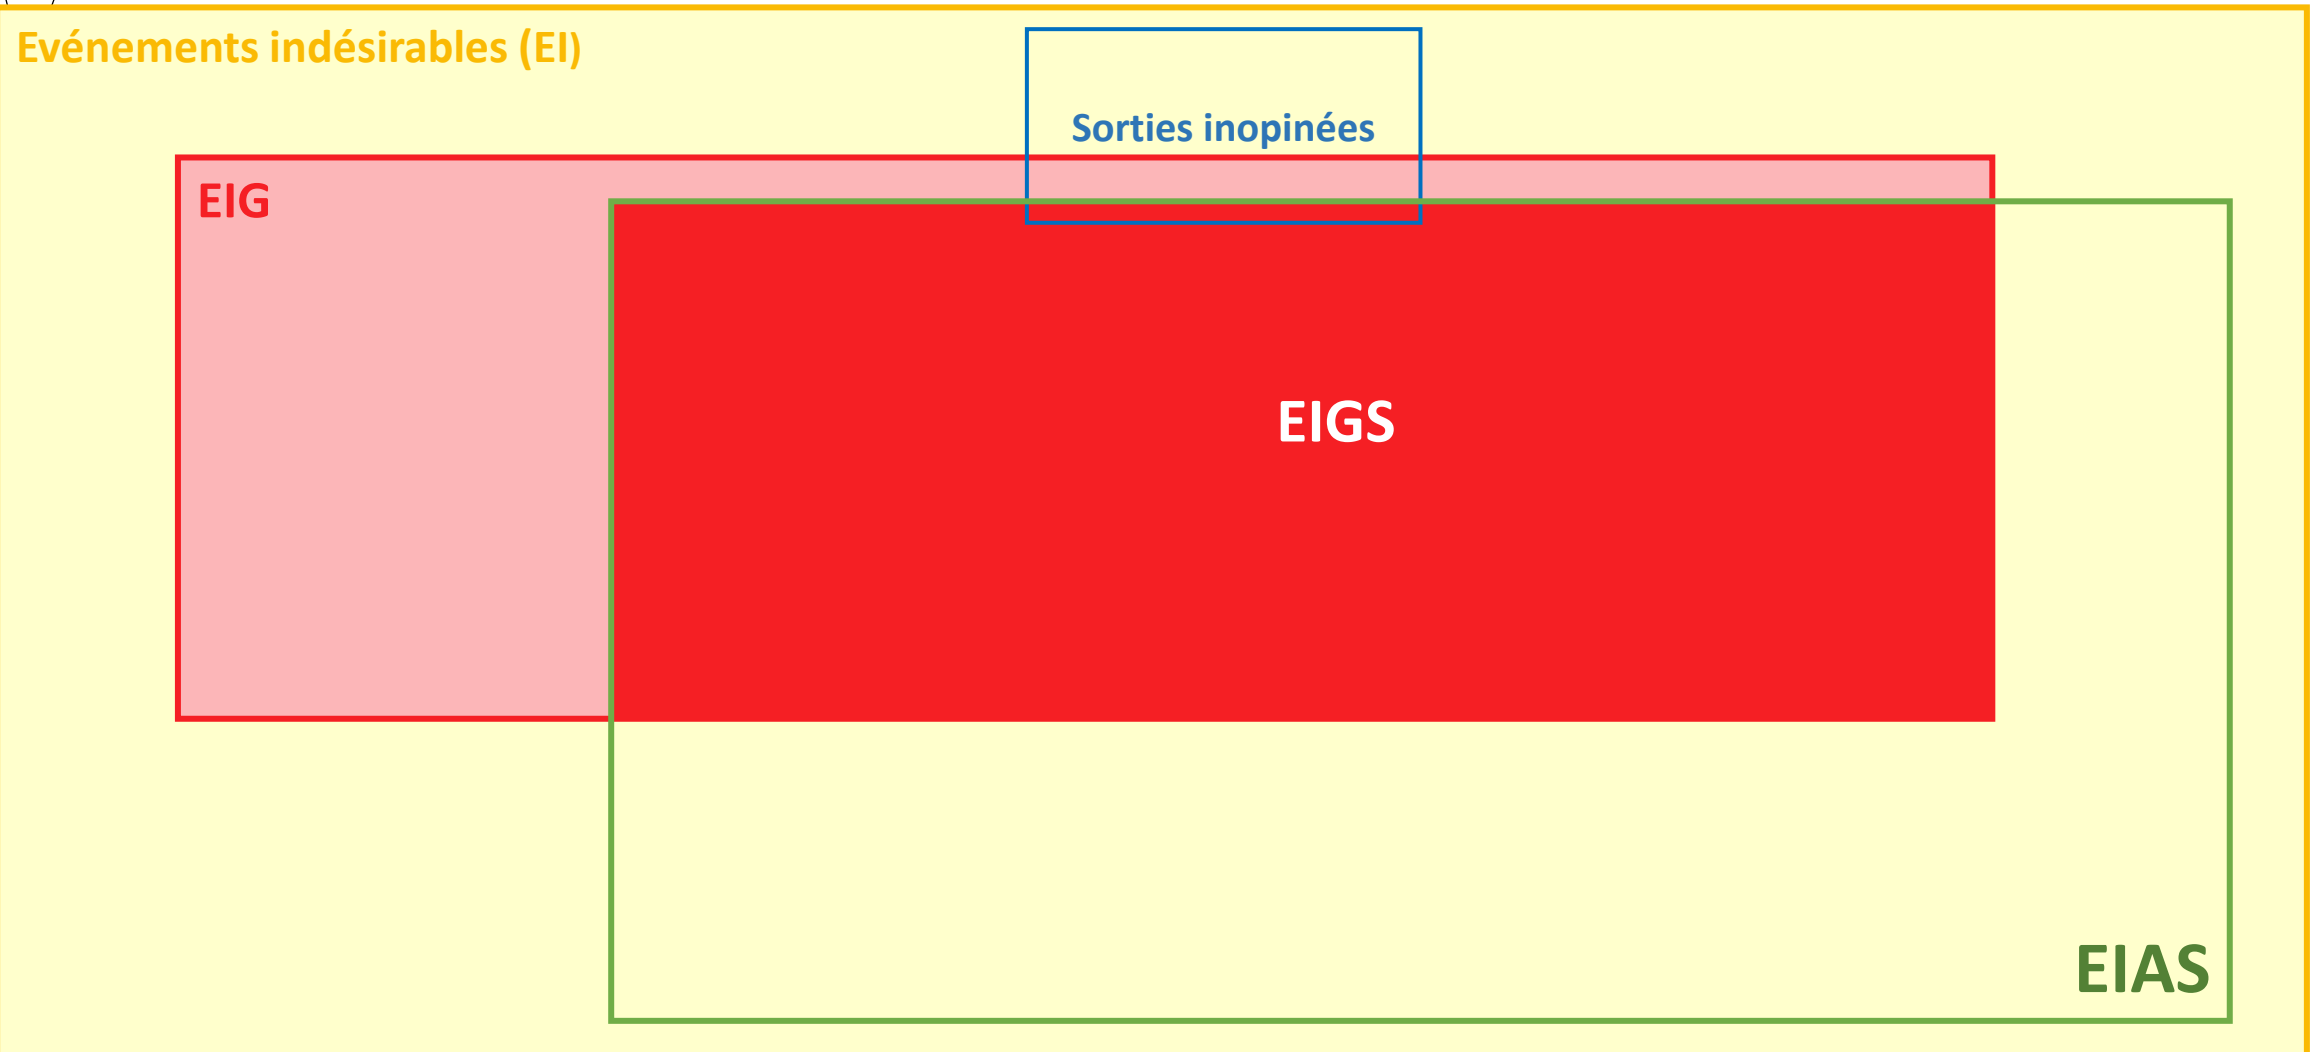 Evénements indésirables (EI)
Sorties inopinées
EIG
EIGS
EIAS